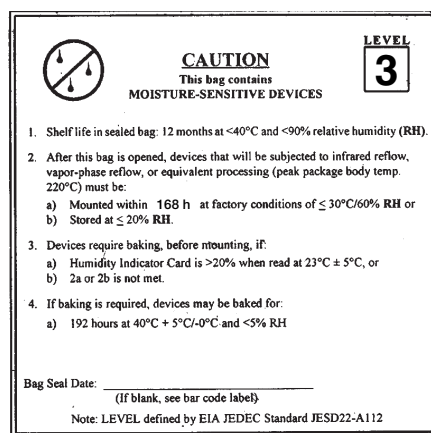 LEVEL
3
CAUTION
This bag contains
MOISTURE-SENSITIVE DEVICES
1. Shelf life in sealed bag: 12 months at <40°C and <90% relative humidity (RH).
2. After this bag is opened, devices that will be subjected to infrared reflow,
vapor-phase reflow, or equivalent processing (peak package body temp.
220°C) must be:
a) Mounted within 168 h at factory conditions of ≤ 30°C/60% RH or
b) Stored at ≤ 20% RH.
3. Devices require baking, before mounting, if:
a) Humidity Indicator Card is >20% when read at 23°C ± 5°C, or
b) 2a or 2b is not met.
4. If baking is required, devices may be baked for:
a) 192 hours at 40°C + 5°C/-0°C and <5% RH
Bag Seal Date:
(If blank, see bar code label)
Note: LEVEL defined by EIA JEDEC Standard JESD22-A112